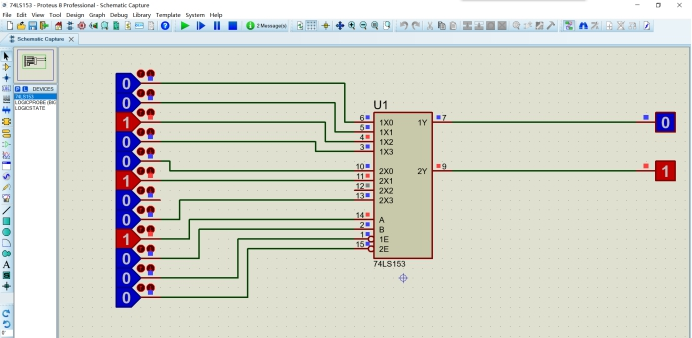 74LS153 - Proteus 8 Professional - Schematic Capture
File Edit View Tool Design Graph Debug Library Template System Help
2 Message(s)
Schematic Capture X
P L DEVICES
74LS153
LOGICPROBE (BIG
LOGICSTATE
0
0
1
0
0
1
0
0
1
0
0
0
U1
6 1X0 1Y 7 0
5 1X1
4 1X2
3 1X3
10 2X0 2Y 9 1
11 2X1
12 2X2
13 2X3
14 A
2 B
1 1E
15 2E
74LS153
A
0°